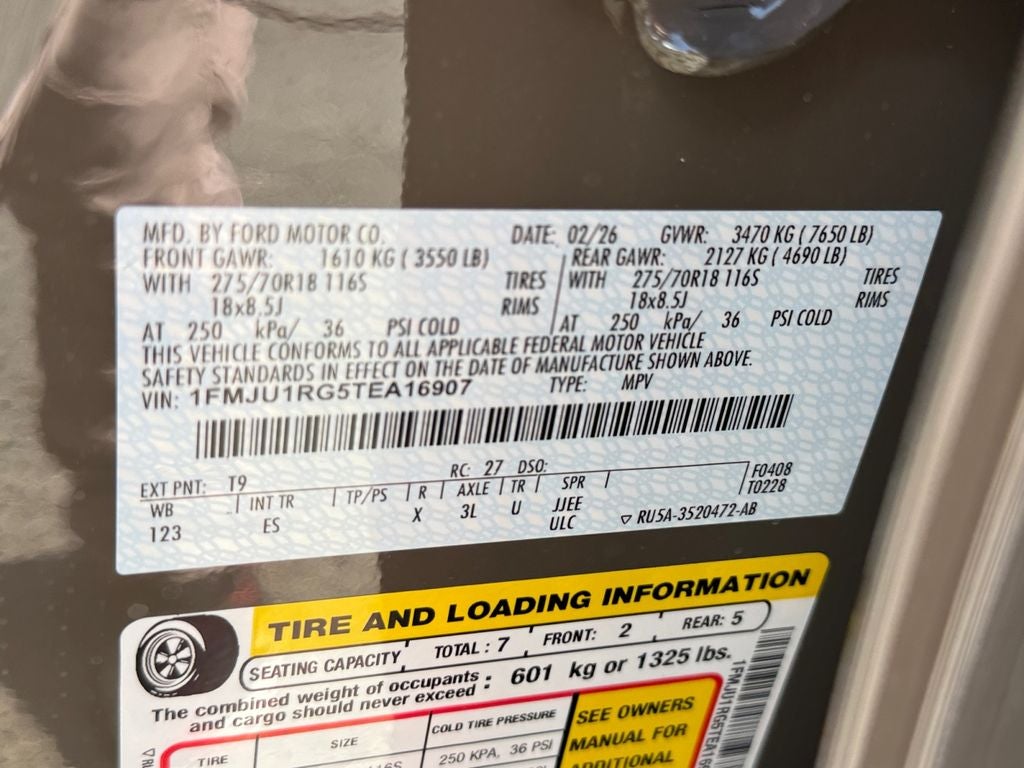 MFD. BY FORD MOTOR CO. DATE: 02/26 GVWR: 3470 KG ( 7650 LB)
FRONT GAWR: 1610 KG ( 3550 LB) REAR GAWR: 2127 KG ( 4690 LB)
WITH 275/70R18 116S TIRES WITH 275/70R18 116S TIRES
18x8.5J RIMS 18x8.5J RIMS
AT 250 kPa/ 36 PSI COLD AT 250 kPa/ 36 PSI COLD
THIS VEHICLE CONFORMS TO ALL APPLICABLE FEDERAL MOTOR VEHICLE
SAFETY STANDARDS IN EFFECT ON THE DATE OF MANUFACTURE SHOWN ABOVE.
VIN: 1FMJU1RG5TEA16907 TYPE: MPV
EXT PNT: T9 RC: 27 DSO: F0408
WB INT TR TP/PS R AXLE TR SPR T0228
123 ES X 3L U JJEE
ULC ▽ RU5A-3520472-AB
TIRE AND LOADING INFORMATION
SEATING CAPACITY TOTAL : 7 FRONT: 2 REAR: 5
The combined weight of occupants and cargo should never exceed : 601 kg or 1325 lbs.
TIRE SIZE COLD TIRE PRESSURE SEE OWNERS
116S 250 KPA, 36 PSI MANUAL FOR
ADDITIONAL
1FMJU1RG5TEA16